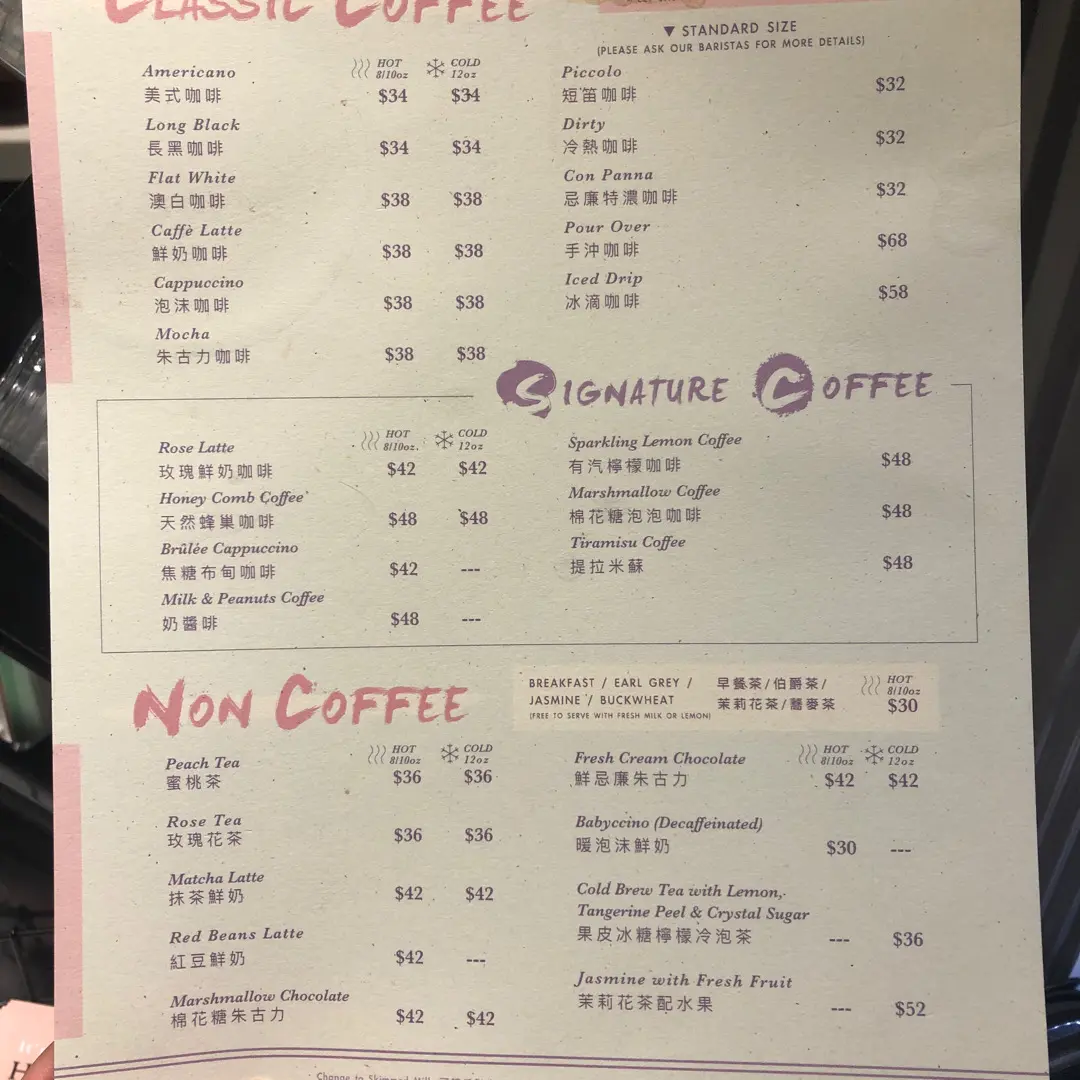 CLASSIC COFFEE
▼ STANDARD SIZE
(PLEASE ASK OUR BARISTAS FOR MORE DETAILS)
HOT 8/10oz COLD 12oz
Americano
美式咖啡 $34 $34
Long Black
長黑咖啡 $34 $34
Flat White
澳白咖啡 $38 $38
Caffè Latte
鮮奶咖啡 $38 $38
Cappuccino
泡沫咖啡 $38 $38
Mocha
朱古力咖啡 $38 $38
Piccolo
短笛咖啡 $32
Dirty
冷熱咖啡 $32
Con Panna
忌廉特濃咖啡 $32
Pour Over
手沖咖啡 $68
Iced Drip
冰滴咖啡 $58
SIGNATURE COFFEE
HOT 8/10oz. COLD 12oz
Rose Latte
玫瑰鮮奶咖啡 $42 $42
Honey Comb Coffee
天然蜂巢咖啡 $48 $48
Brûlée Cappuccino
焦糖布甸咖啡 $42 ---
Milk & Peanuts Coffee
奶醬啡 $48 ---
Sparkling Lemon Coffee
有汽檸檬咖啡 $48
Marshmallow Coffee
棉花糖泡泡咖啡 $48
Tiramisu Coffee
提拉米蘇 $48
NON COFFEE
BREAKFAST / EARL GREY /
JASMINE / BUCKWHEAT
(FREE TO SERVE WITH FRESH MILK OR LEMON)
早餐茶/伯爵茶/
茉莉花茶/蕎麥茶
HOT 8/10oz
$30
HOT 8/10oz COLD 12oz
Peach Tea
蜜桃茶 $36 $36
Rose Tea
玫瑰花茶 $36 $36
Matcha Latte
抹茶鮮奶 $42 $42
Red Beans Latte
紅豆鮮奶 $42 ---
Marshmallow Chocolate
棉花糖朱古力 $42 $42
HOT 8/10oz COLD 12oz
Fresh Cream Chocolate
鮮忌廉朱古力 $42 $42
Babyccino (Decaffeinated)
暖泡沫鮮奶 $30 ---
Cold Brew Tea with Lemon,
Tangerine Peel & Crystal Sugar
果皮冰糖檸檬冷泡茶 --- $36
Jasmine with Fresh Fruit
茉莉花茶配水果 --- $52
Change to Skimmed
H